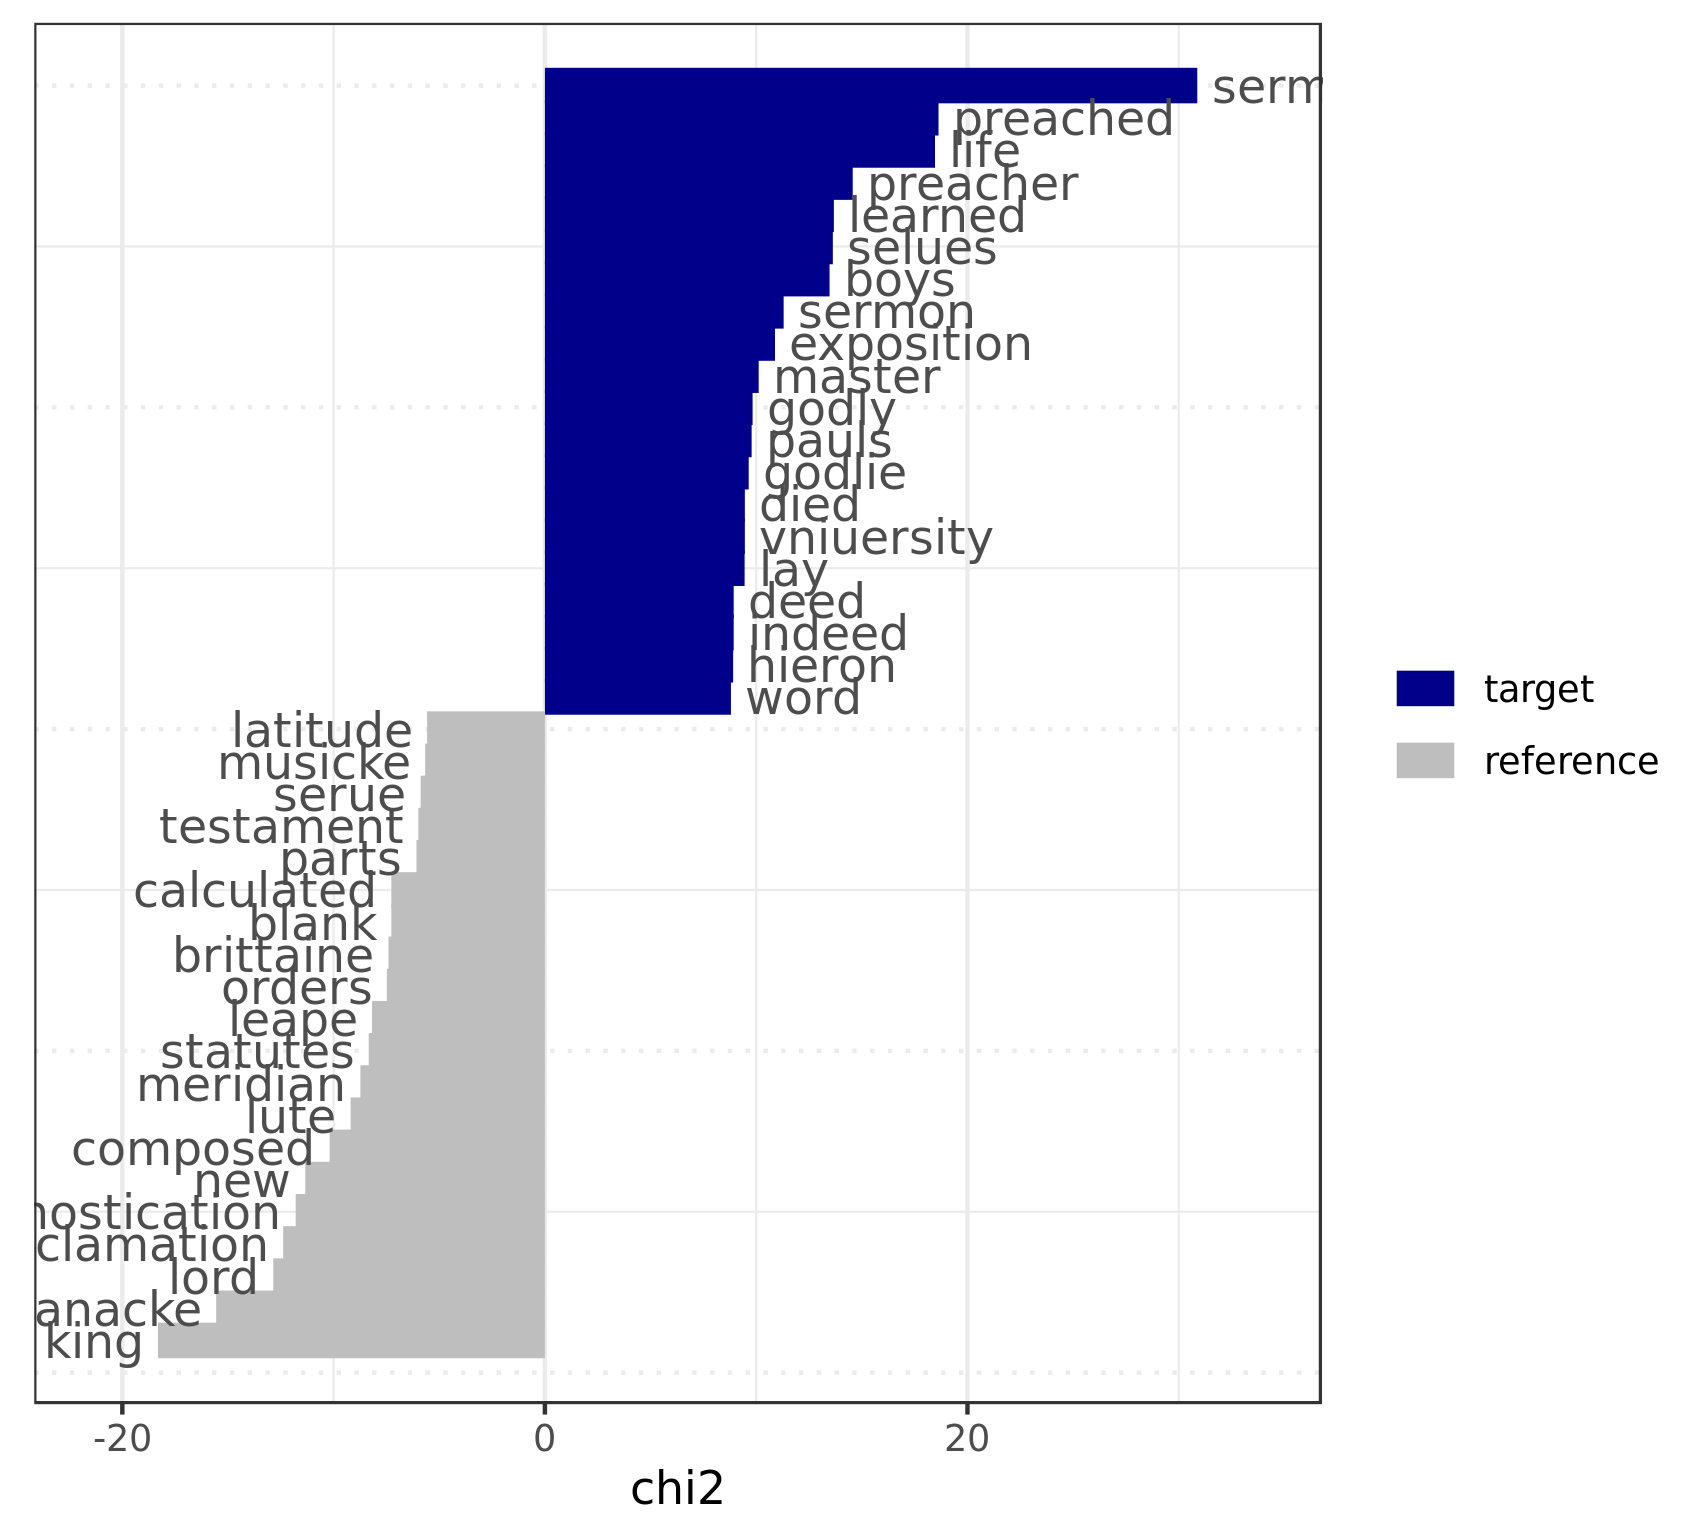 serm
preached
life
preacher
learned
selues
boys
sermon
exposition
master
godly
pauls
godlie
died
vniuersity
lay
deed
indeed
hieron
word
target
reference
latitude
musicke
serue
testament
parts
calculated
blank
brittaine
orders
leape
statutes
meridian
lute
composed
new
nostication
clamation
lord
anacke
king
-20 0 20
chi2